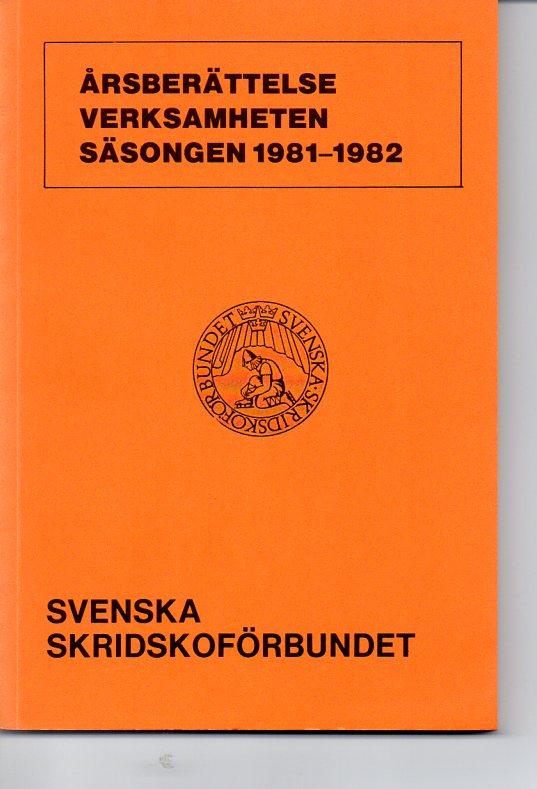 ÅRSBERÄTTELSE
VERKSAMHETEN
SÄSONGEN 1981–1982
SVENSKA·SKRIDSKOFÖRBUNDET
SVENSKA
SKRIDSKOFÖRBUNDET